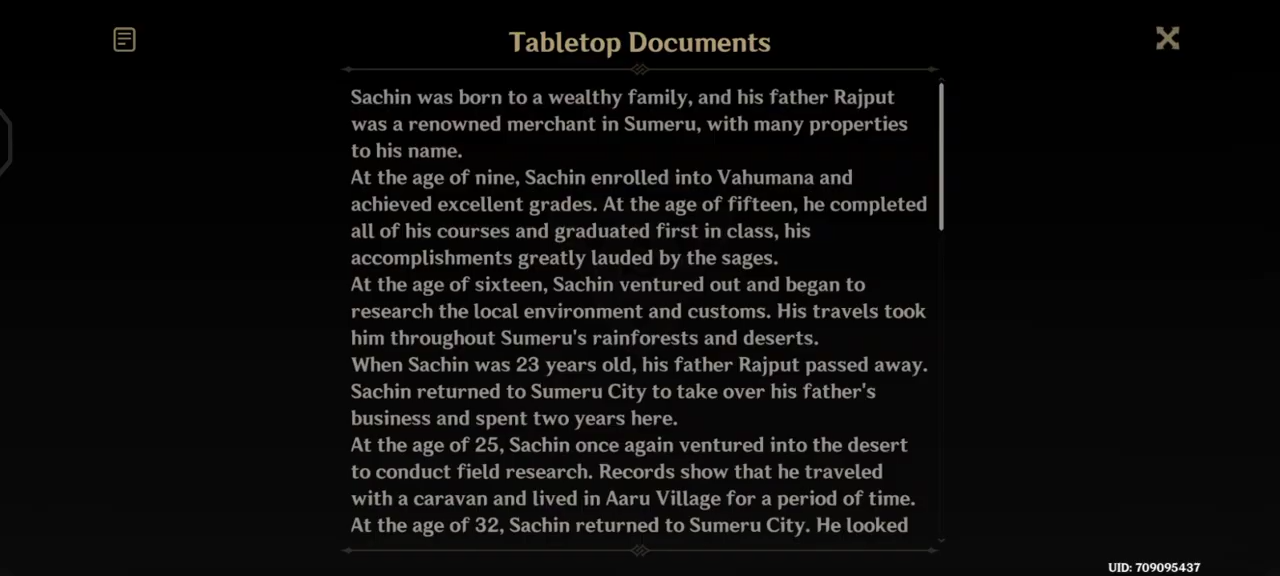 Tabletop Documents
Sachin was born to a wealthy family, and his father Rajput
was a renowned merchant in Sumeru, with many properties
to his name.
At the age of nine, Sachin enrolled into Vahumana and
achieved excellent grades. At the age of fifteen, he completed
all of his courses and graduated first in class, his
accomplishments greatly lauded by the sages.
At the age of sixteen, Sachin ventured out and began to
research the local environment and customs. His travels took
him throughout Sumeru's rainforests and deserts.
When Sachin was 23 years old, his father Rajput passed away.
Sachin returned to Sumeru City to take over his father's
business and spent two years here.
At the age of 25, Sachin once again ventured into the desert
to conduct field research. Records show that he traveled
with a caravan and lived in Aaru Village for a period of time.
At the age of 32, Sachin returned to Sumeru City. He looked
UID: 709095437